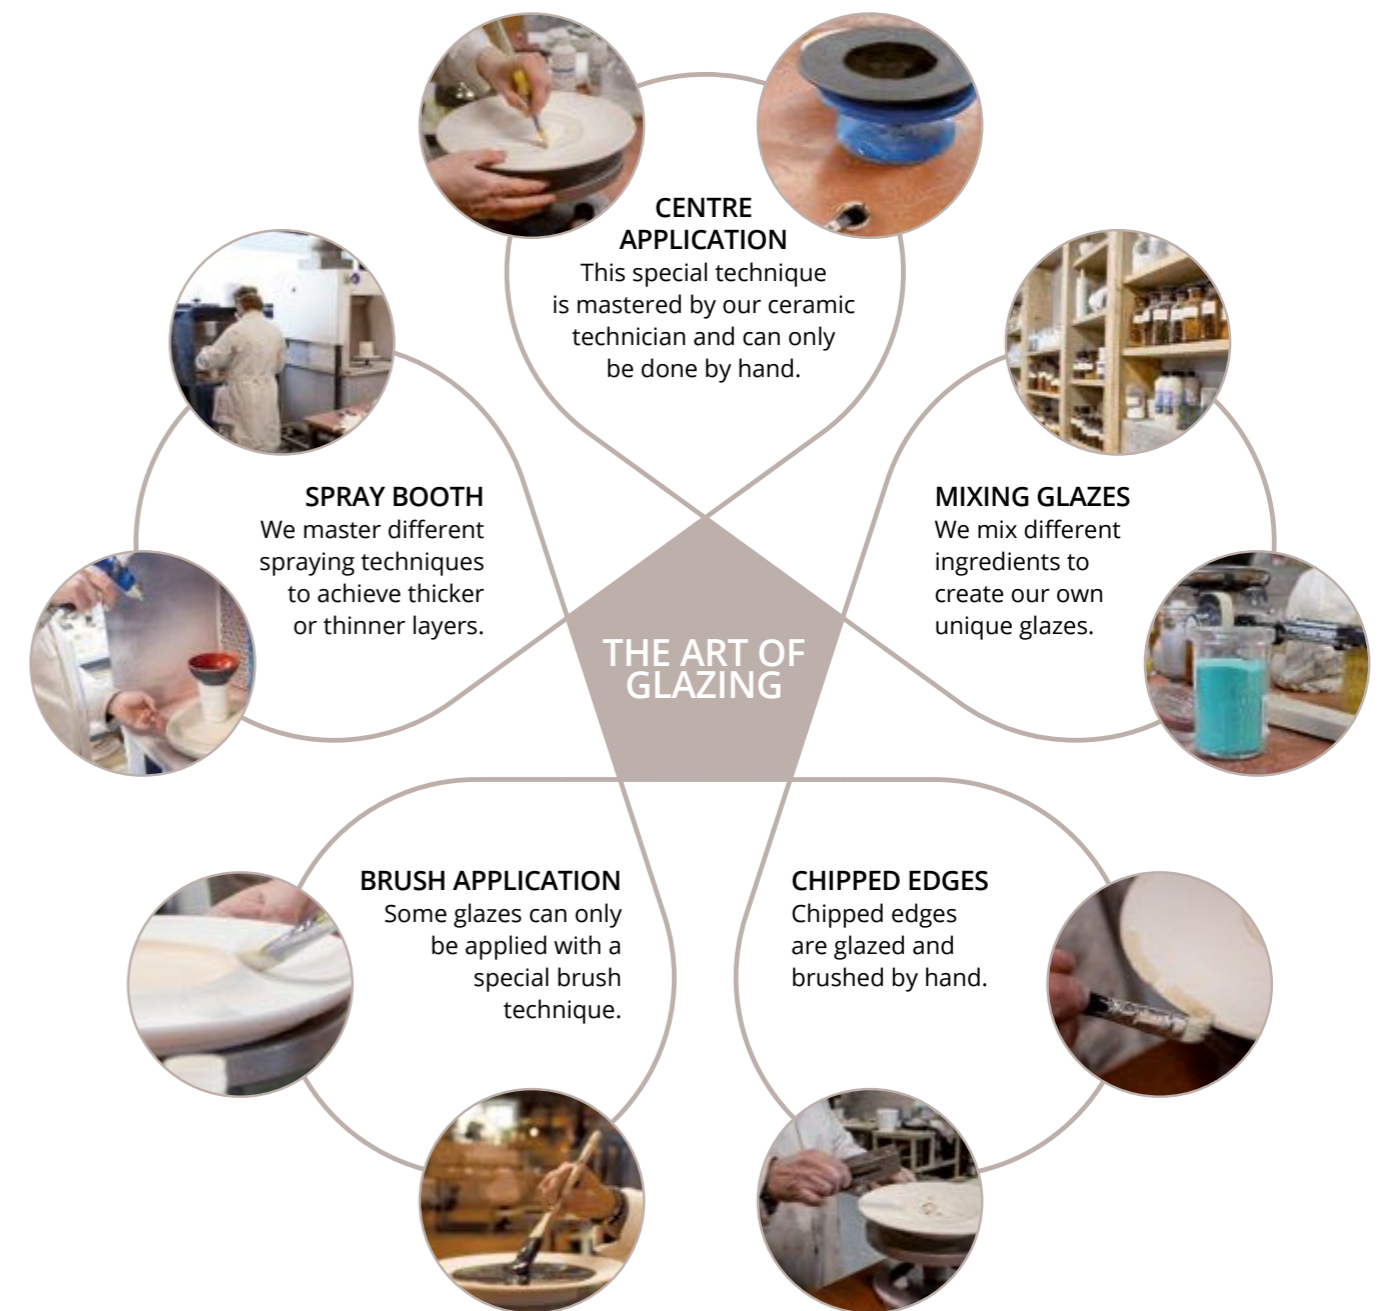 CENTRE
APPLICATION
This special technique
is mastered by our ceramic
technician and can only
be done by hand.
SPRAY BOOTH
We master different
spraying techniques
to achieve thicker
or thinner layers.
MIXING GLAZES
We mix different
ingredients to
create our own
unique glazes.
THE ART OF
GLAZING
BRUSH APPLICATION
Some glazes can only
be applied with a
special brush
technique.
CHIPPED EDGES
Chipped edges
are glazed and
brushed by hand.